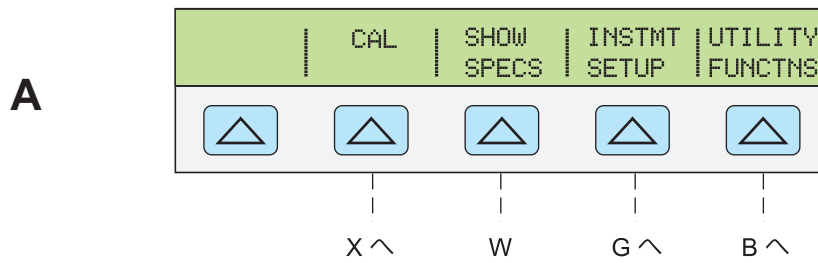 A
CAL
SHOW SPECS
INSTMT SETUP
UTILITY FUNCTNS
X
W
G
B